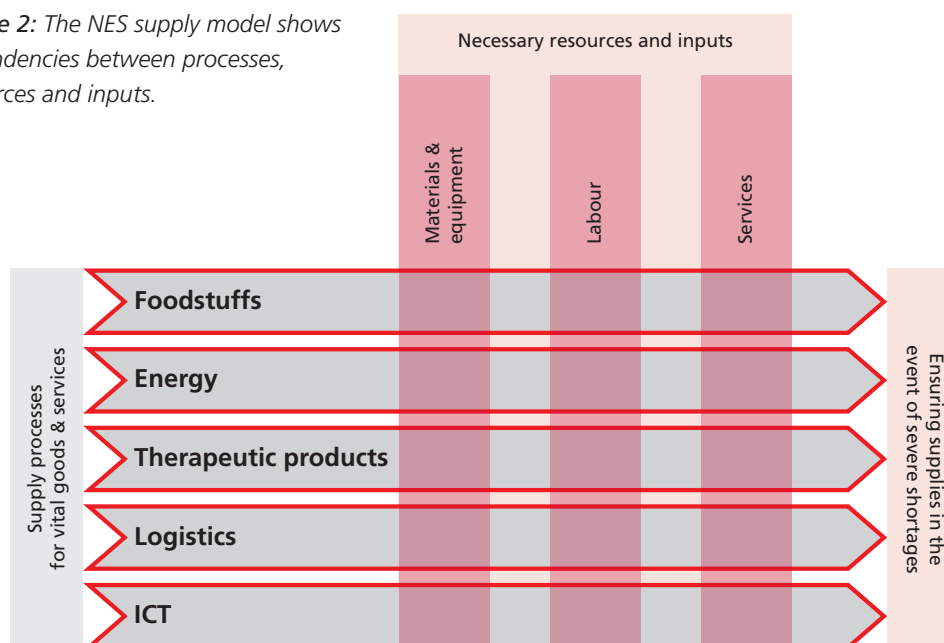 2: The NES supply model shows
between processes,
and inputs.
Necessary resources and inputs
Materials &
equipment
Labour
Services
Supply processes
for vital goods & services
Foodstuffs
Energy
Therapeutic products
Logistics
ICT
Ensuring supplies in the
event of severe shortages